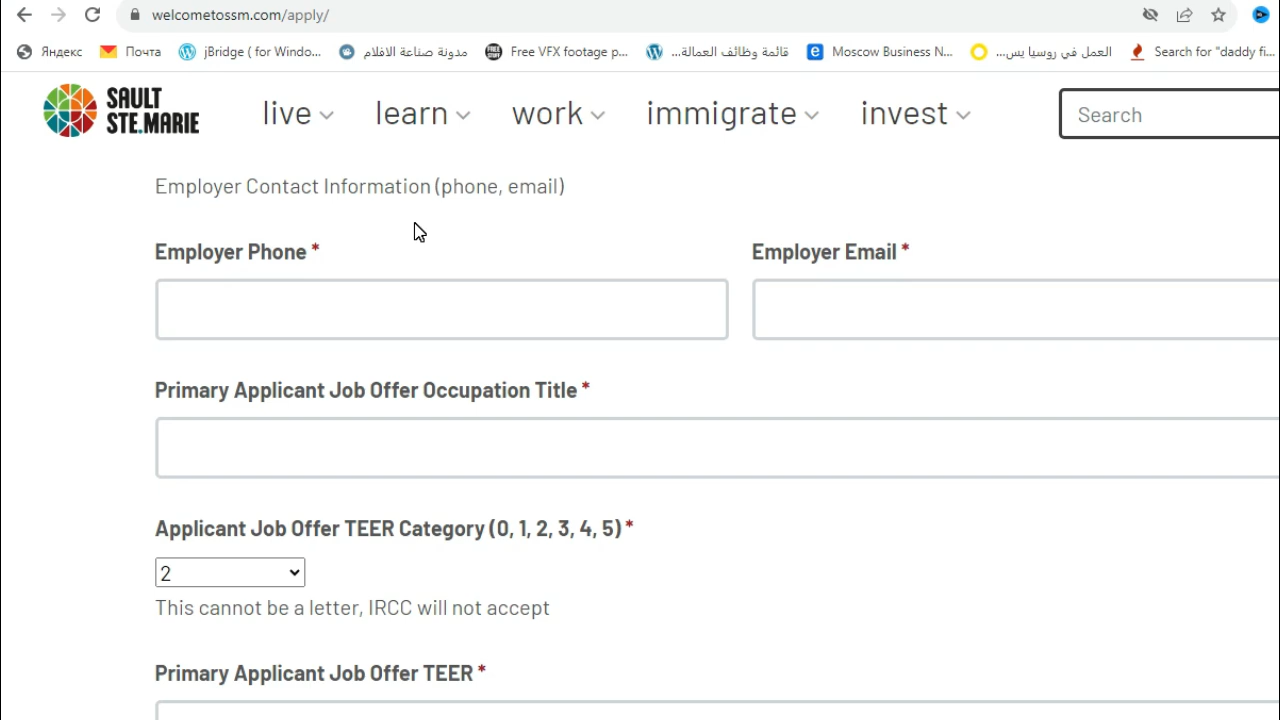 welcometossm.com/apply/
Яндекс
Почта
jBridge ( for Windo...
مدونة صناعة الافلام
Free VFX footage p...
قائمة وظائف العمالة...
Moscow Business N...
العمل في روسيا يس...
Search for "daddy fi...
SAULT
STE.MARIE
live
learn
work
immigrate
invest
Search
Employer Contact Information (phone, email)
Employer Phone *
Employer Email *
Primary Applicant Job Offer Occupation Title *
Applicant Job Offer TEER Category (0, 1, 2, 3, 4, 5) *
2
This cannot be a letter, IRCC will not accept
Primary Applicant Job Offer TEER *